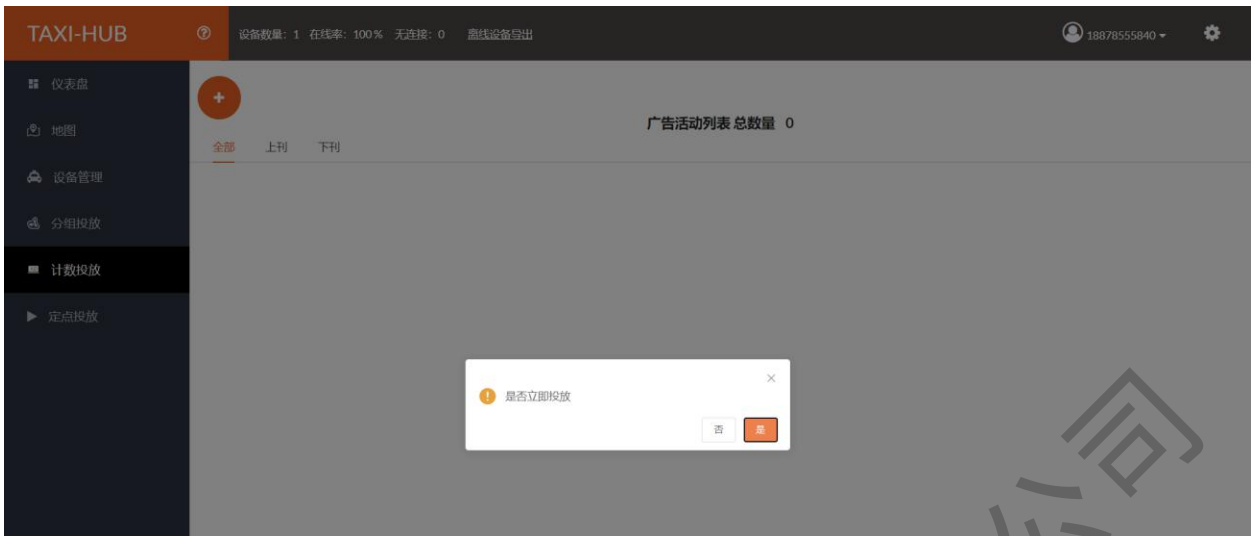 TAXI-HUB
设备数量: 1 在线率: 100% 无连接: 0 离线设备导出
18878555840
仪表盘
地图
设备管理
分组投放
计数投放
定点投放
广告活动列表 总数量 0
全部 上刊 下刊
是否立即投放
否 是
公司